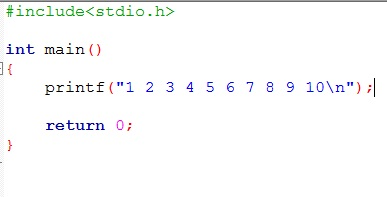 #include<stdio.h>
int main()
{
    printf("1 2 3 4 5 6 7 8 9 10\n");
    return 0;
}